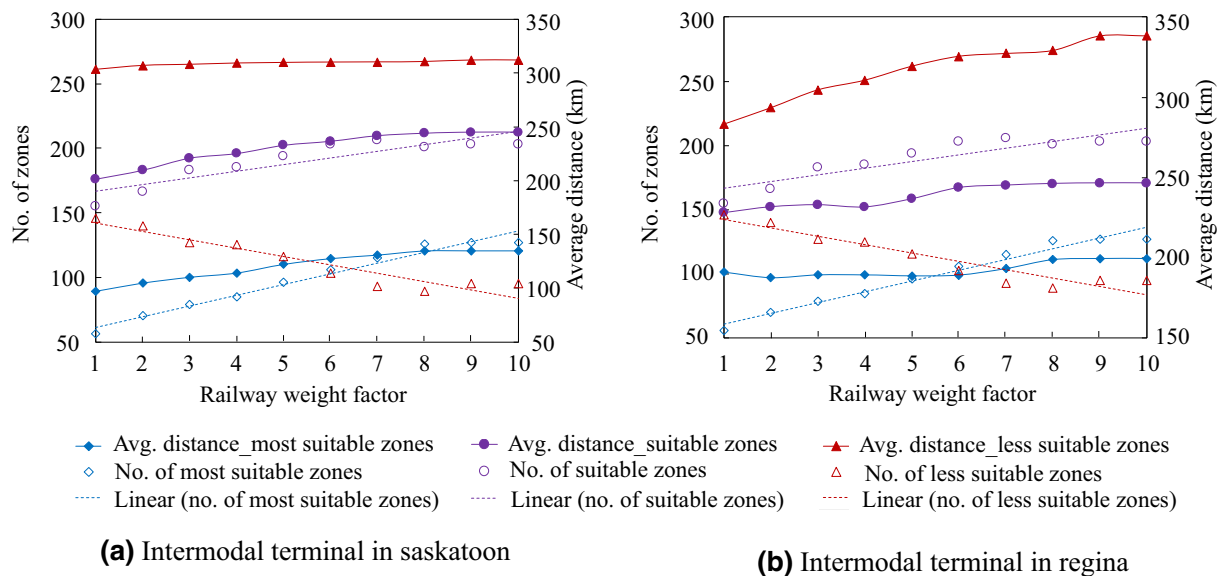 300
250
200
150
100
50
No. of zones
350
300
250
200
150
100
50
Average distance (km)
1 2 3 4 5 6 7 8 9 10
Railway weight factor
300
250
200
150
100
50
No. of zones
350
300
250
200
150
Average distance (km)
1 2 3 4 5 6 7 8 9 10
Railway weight factor
Avg. distance_most suitable zones
Avg. distance_suitable zones
Avg. distance_less suitable zones
No. of most suitable zones
No. of suitable zones
No. of less suitable zones
Linear (no. of most suitable zones)
Linear (no. of suitable zones)
Linear (no. of less suitable zones)
(a) Intermodal terminal in saskatoon
(b) Intermodal terminal in regina